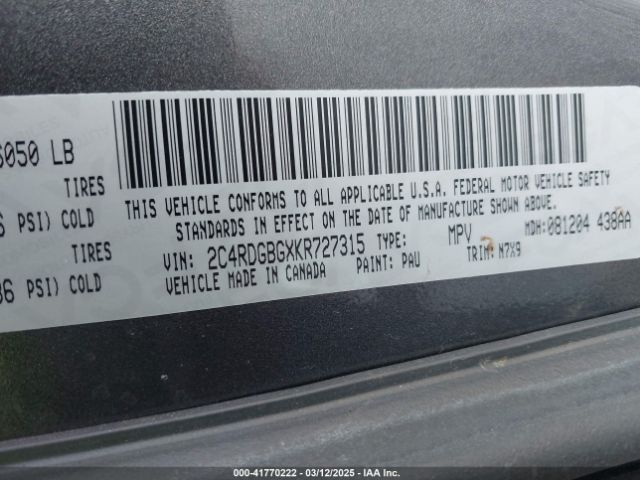 6050 LB
TIRES
PSI) COLD
TIRES
36 PSI) COLD
THIS VEHICLE CONFORMS TO ALL APPLICABLE U.S.A. FEDERAL MOTOR VEHICLE SAFETY
STANDARDS IN EFFECT ON THE DATE OF MANUFACTURE SHOWN ABOVE.
VIN: 2C4RDGBGXKR727315 TYPE: MPV MDH: 081204 438AA
VEHICLE MADE IN CANADA PAINT: PAU TRIM: N7X9
000-41770222 | 03/12/2025 | IAA Inc.